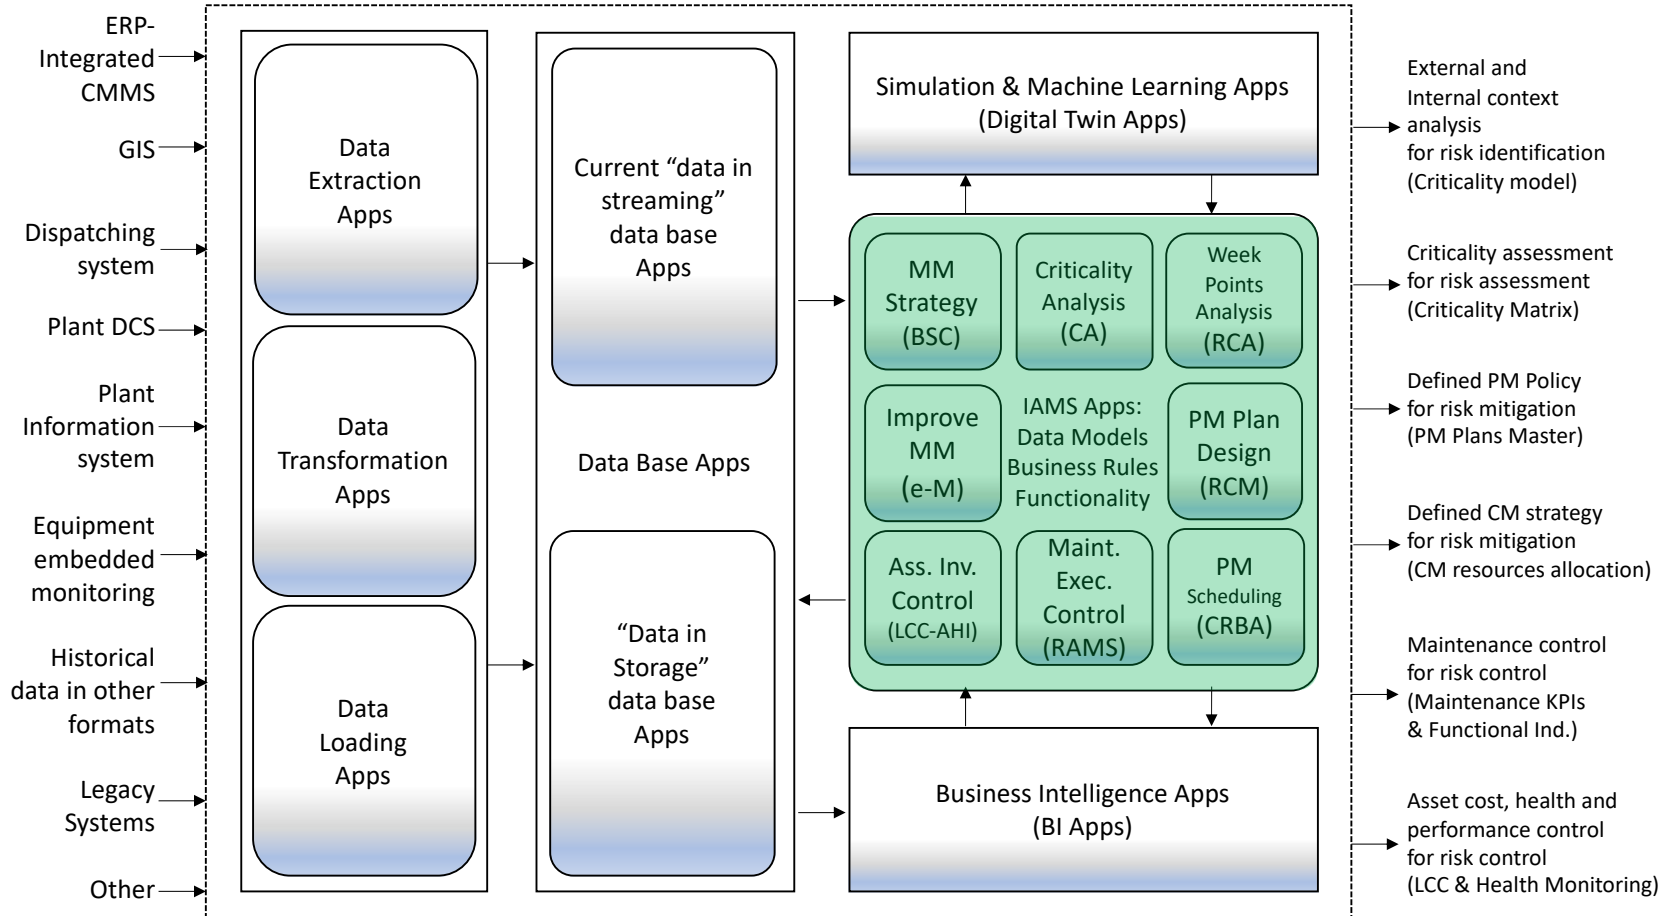 ERP-
Integrated
CMMS
GIS
Dispatching
system
Plant DCS
Plant
Information
system
Equipment
embedded
monitoring
Historical
data in other
formats
Legacy
Systems
Other
Data
Extraction
Apps
Data
Transformation
Apps
Data
Loading
Apps
Current “data in
streaming”
data base
Apps
Data Base Apps
“Data in
Storage”
data base
Apps
Simulation & Machine Learning Apps
(Digital Twin Apps)
MM
Strategy
(BSC)
Criticality
Analysis
(CA)
Week
Points
Analysis
(RCA)
Improve
MM
(e-M)
IAMS Apps:
Data Models
Business Rules
Functionality
PM Plan
Design
(RCM)
Ass. Inv.
Control
(LCC-AHI)
Maint.
Exec.
Control
(RAMS)
PM
Scheduling
(CRBA)
Business Intelligence Apps
(BI Apps)
External and
Internal context
analysis
for risk identification
(Criticality model)
Criticality assessment
for risk assessment
(Criticality Matrix)
Defined PM Policy
for risk mitigation
(PM Plans Master)
Defined CM strategy
for risk mitigation
(CM resources allocation)
Maintenance control
for risk control
(Maintenance KPIs
& Functional Ind.)
Asset cost, health and
performance control
for risk control
(LCC & Health Monitoring)